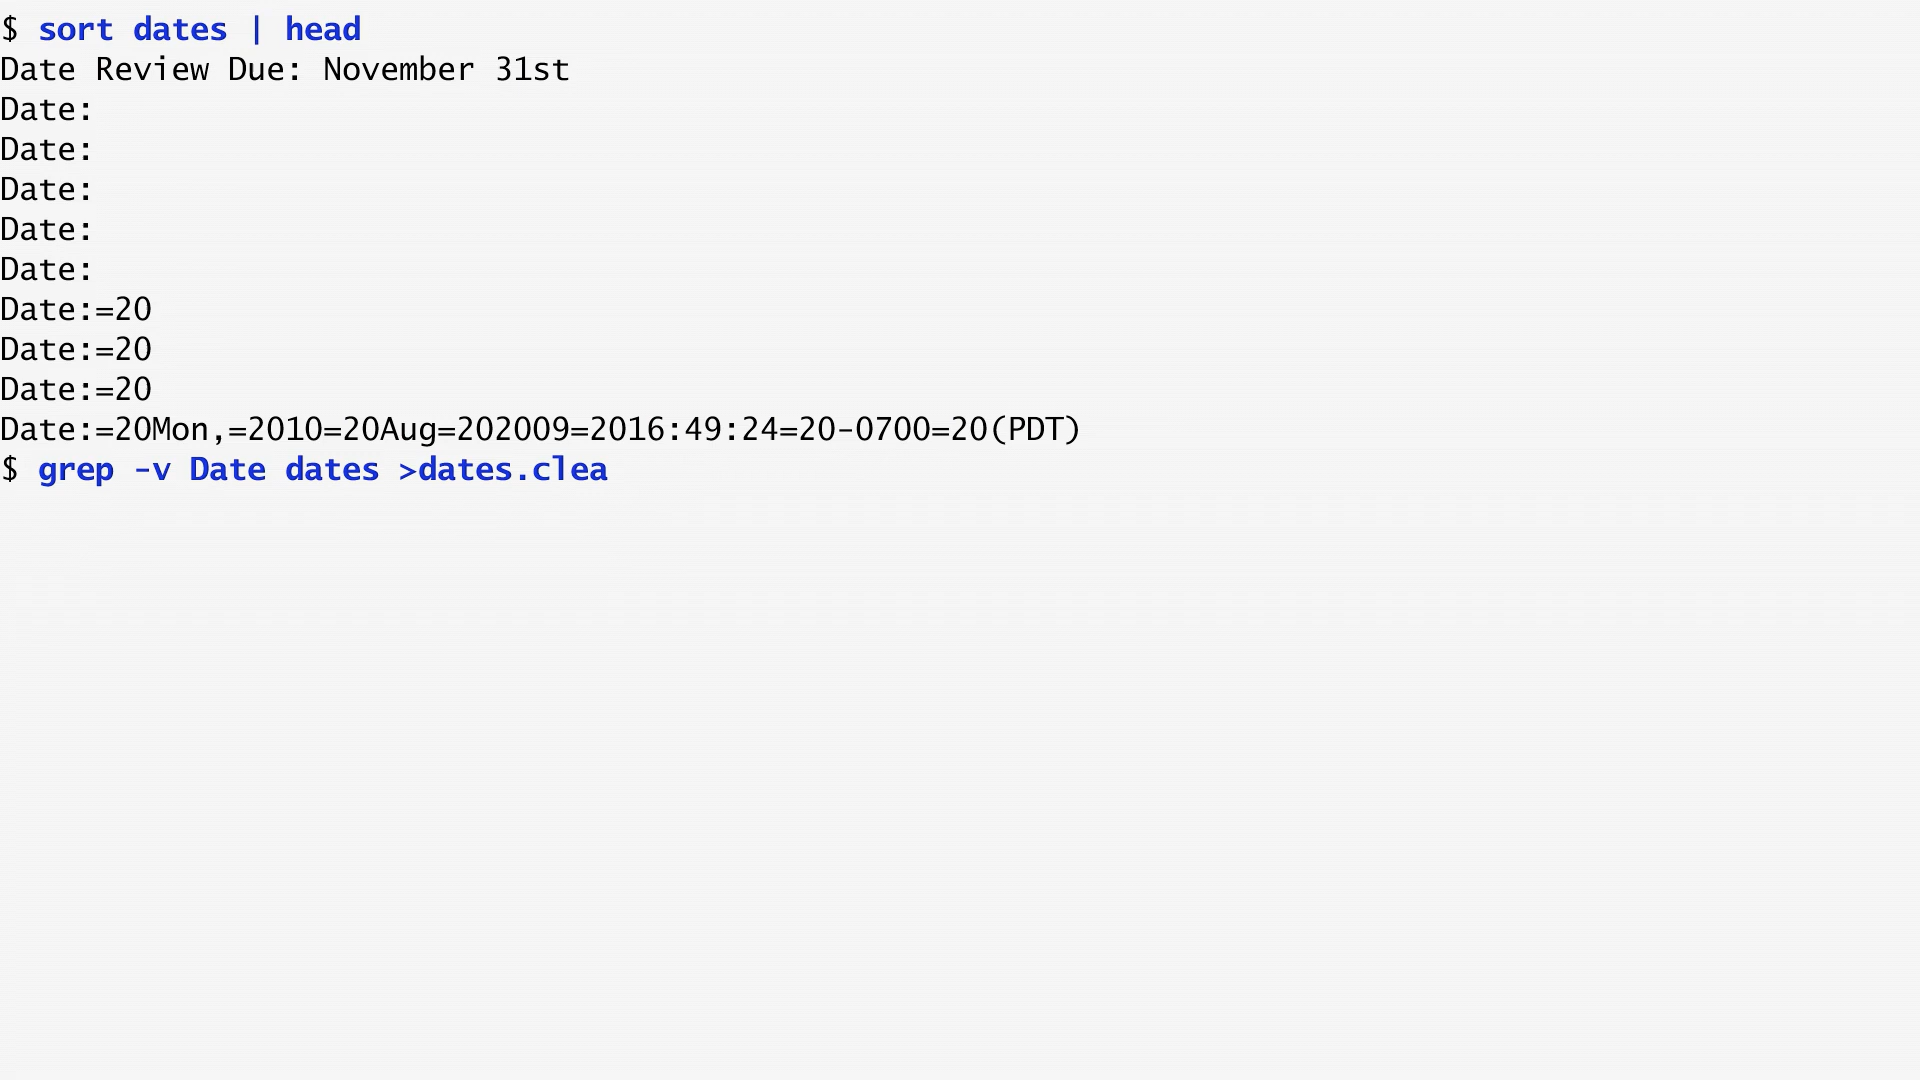 $ sort dates | head
Date Review Due: November 31st
Date:
Date:
Date:
Date:
Date:
Date:=20
Date:=20
Date:=20
Date:=20Mon,=2010=20Aug=202009=2016:49:24=20-0700=20(PDT)
$ grep -v Date dates >dates.clea